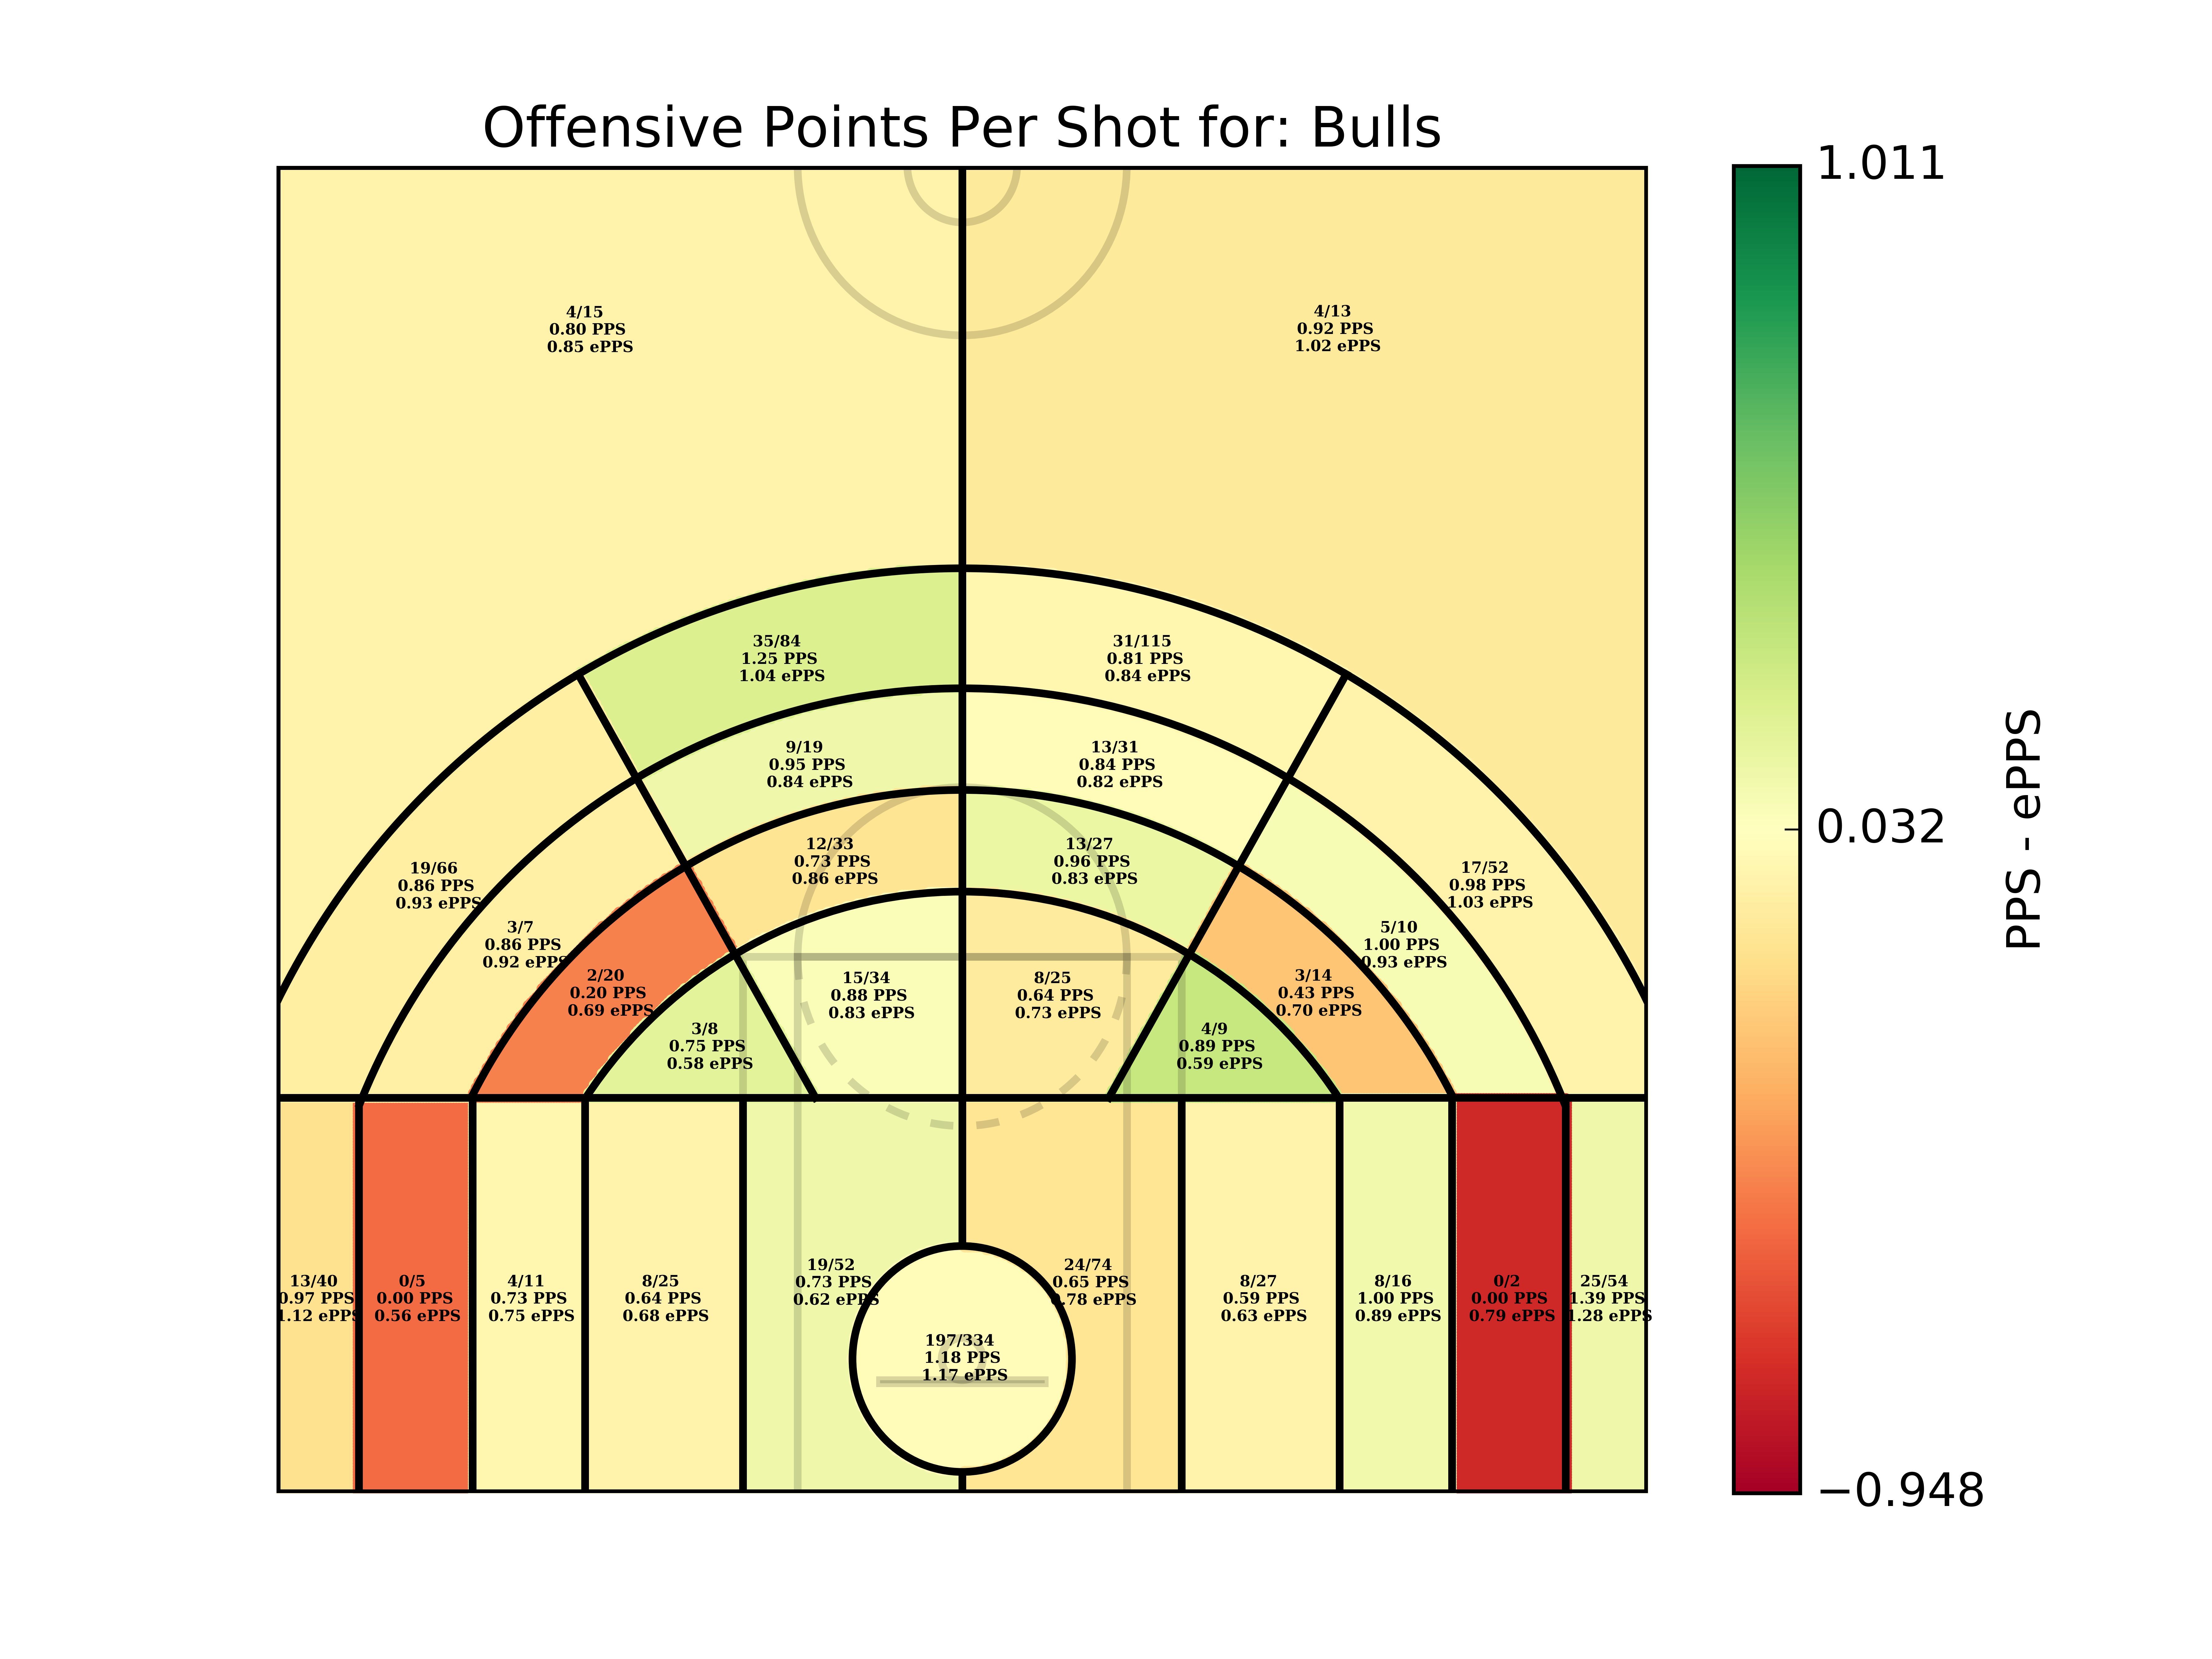 Offensive Points Per Shot for: Bulls
1.011
0.032
−0.948
PPS - ePPS
4/15
0.80 PPS
0.85 ePPS
4/13
0.92 PPS
1.02 ePPS
35/84
1.25 PPS
1.04 ePPS
31/115
0.81 PPS
0.84 ePPS
9/19
0.95 PPS
0.84 ePPS
13/31
0.84 PPS
0.82 ePPS
19/66
0.86 PPS
0.93 ePPS
12/33
0.73 PPS
0.86 ePPS
13/27
0.96 PPS
0.83 ePPS
17/52
0.98 PPS
1.03 ePPS
3/7
0.86 PPS
0.92 ePPS
5/10
1.00 PPS
0.93 ePPS
2/20
0.20 PPS
0.69 ePPS
15/34
0.88 PPS
0.83 ePPS
8/25
0.64 PPS
0.73 ePPS
3/14
0.43 PPS
0.70 ePPS
3/8
0.75 PPS
0.58 ePPS
4/9
0.89 PPS
0.59 ePPS
13/40
0.97 PPS
1.12 ePPS
0/5
0.00 PPS
0.56 ePPS
4/11
0.73 PPS
0.75 ePPS
8/25
0.64 PPS
0.68 ePPS
19/52
0.73 PPS
0.62 ePPS
197/334
1.18 PPS
1.17 ePPS
24/74
0.65 PPS
0.78 ePPS
8/27
0.59 PPS
0.63 ePPS
8/16
1.00 PPS
0.89 ePPS
0/2
0.00 PPS
0.79 ePPS
25/54
1.39 PPS
1.28 ePPS